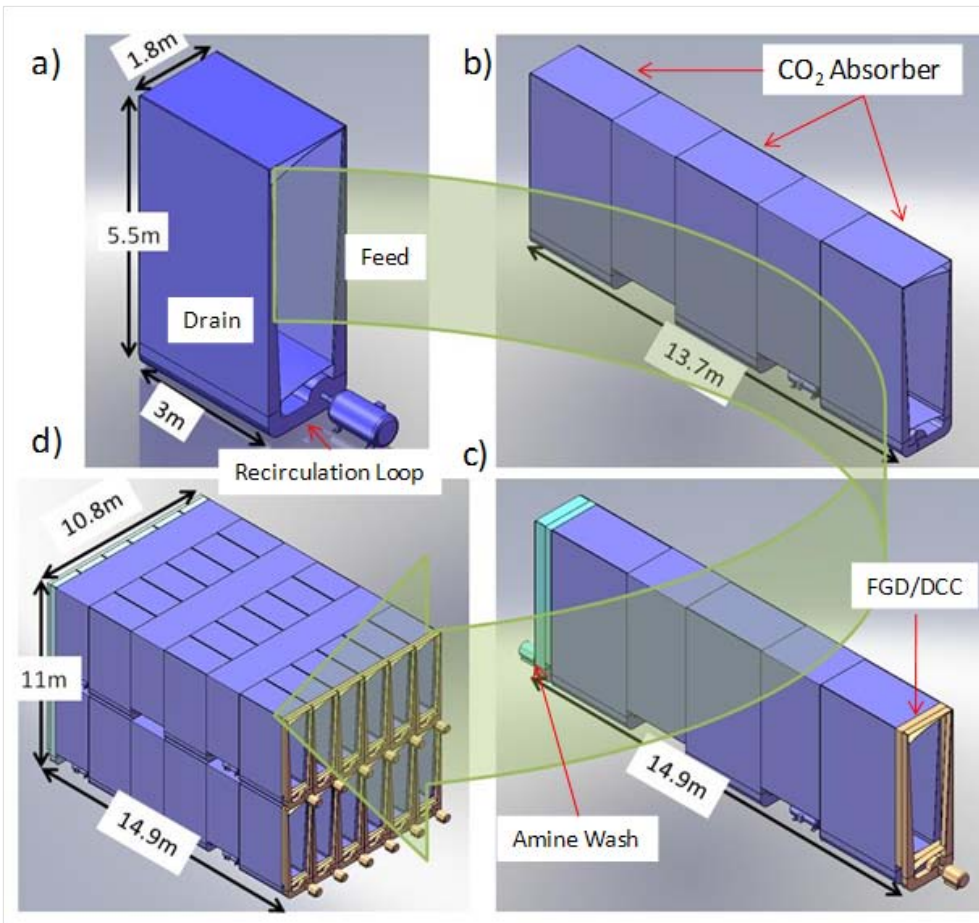 a)
1.8m
5.5m
Feed
Drain
3m
Recirculation Loop
b)
CO₂ Absorber
13.7m
d)
10.8m
11m
14.9m
c)
FGD/DCC
14.9m
Amine Wash